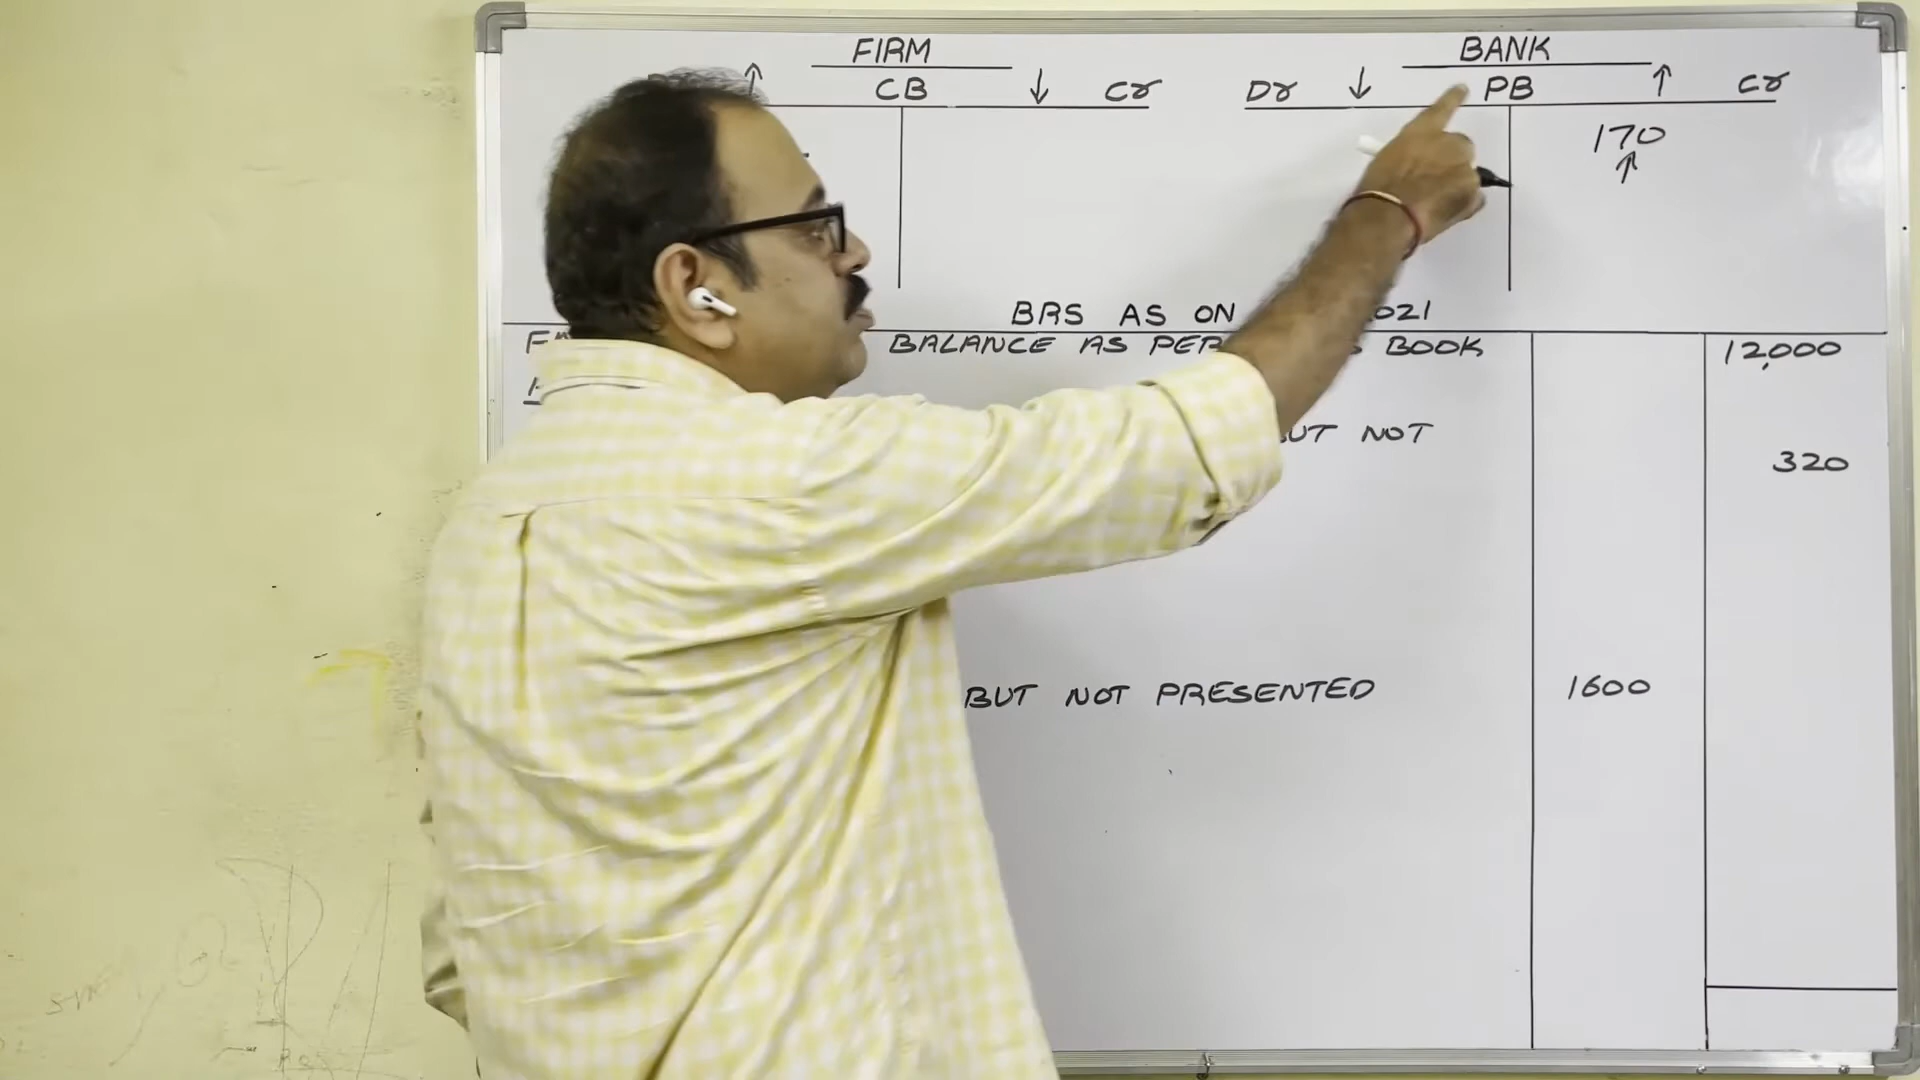 FIRM
BANK
↑ CB ↓ Cr
Dr ↓ PB ↑ Cr
170
↑
BRS AS ON 021
BALANCE AS PER BOOK 12,000
BUT NOT
320
BUT NOT PRESENTED 1600